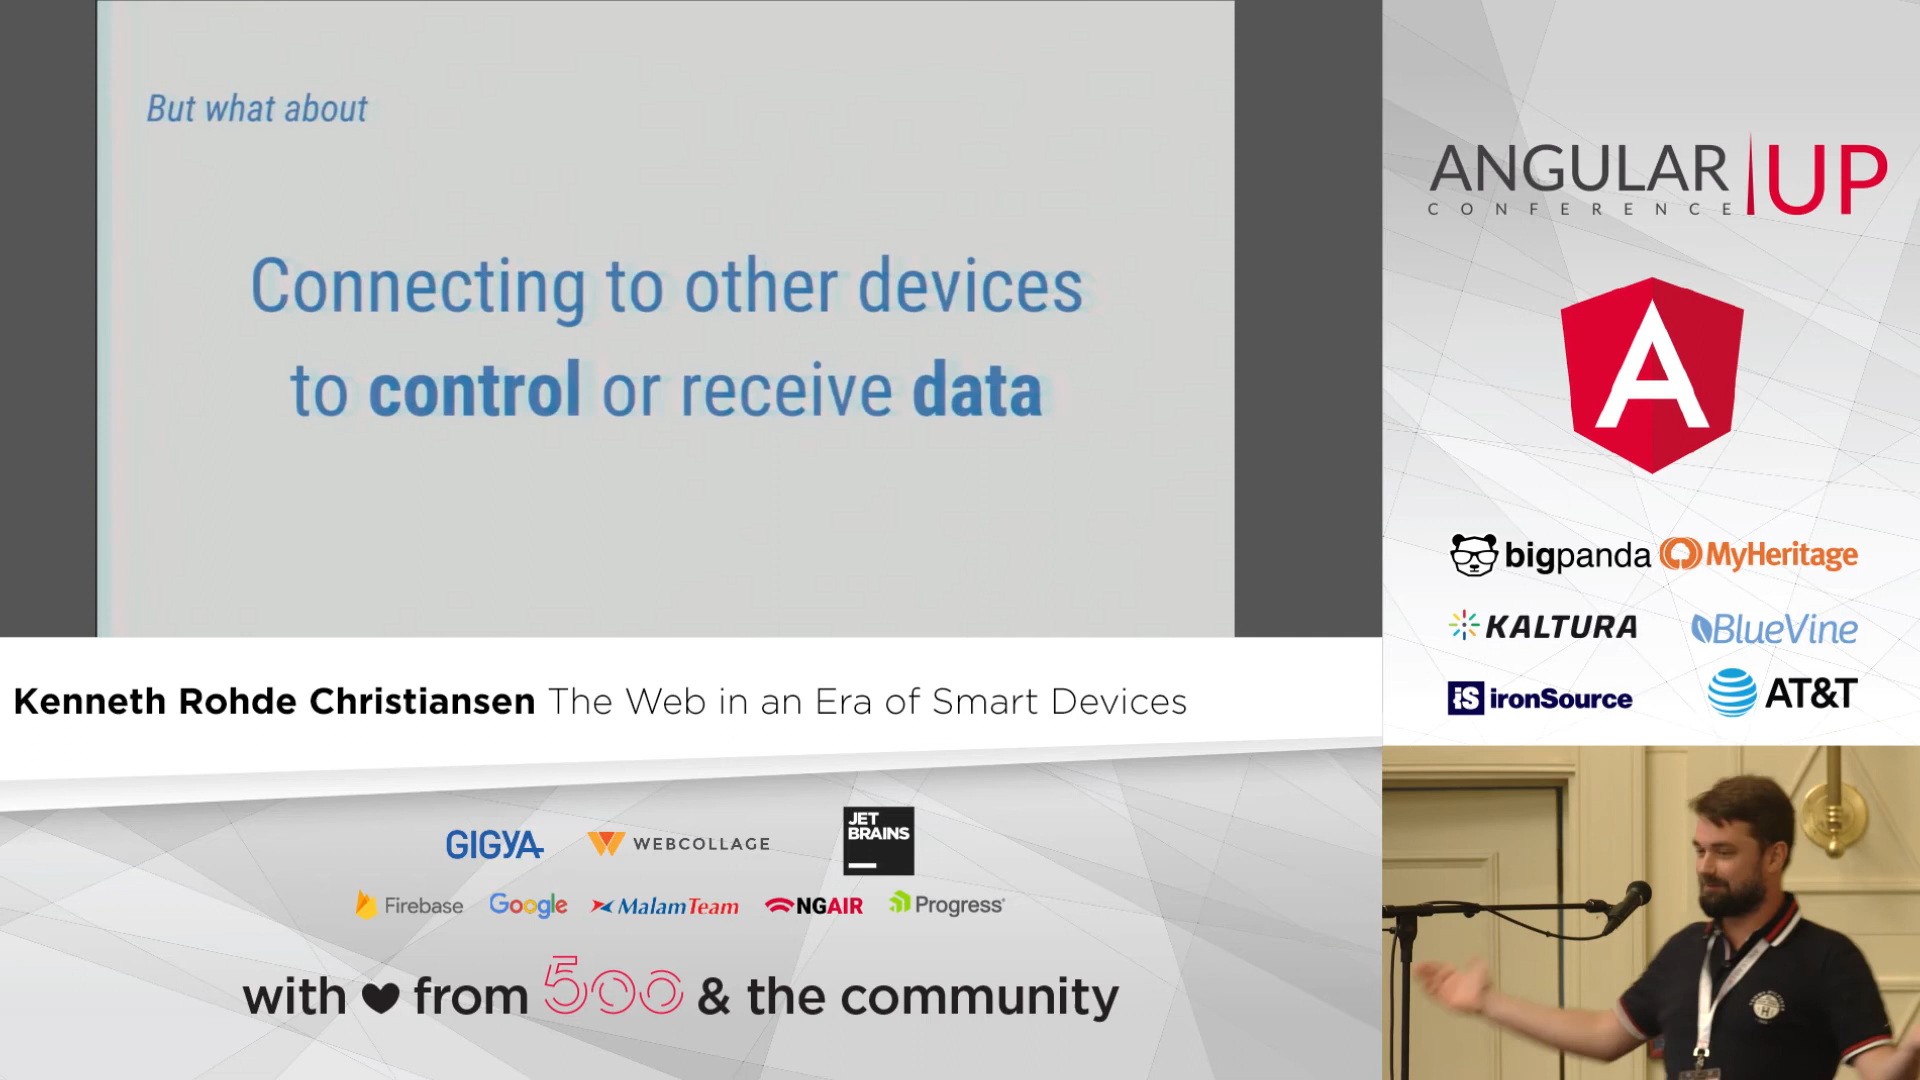 But what about
Connecting to other devices
to control or receive data
Kenneth Rohde Christiansen The Web in an Era of Smart Devices
GIGYA
WEBCOLLAGE
JET
BRAINS
Firebase
Google
MalamTeam
NGAIR
Progress
with from 500 & the community
ANGULAR UP
CONFERENCE
A
bigpanda
MyHeritage
KALTURA
BlueVine
iS ironSource
AT&T